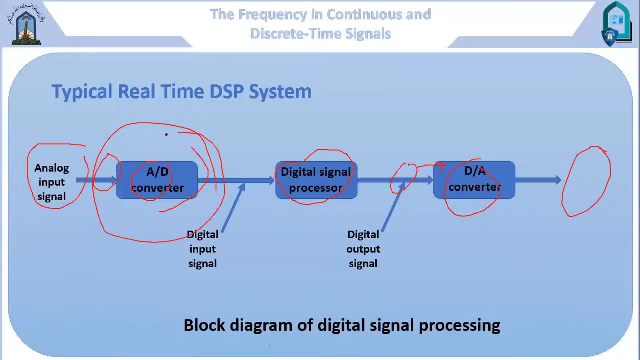 The Frequency in Continuous and
Discrete-Time Signals
Typical Real Time DSP System
Analog
input
signal
A/D
converter
Digital signal
processor
D/A
converter
Digital
input
signal
Digital
output
signal
Block diagram of digital signal processing